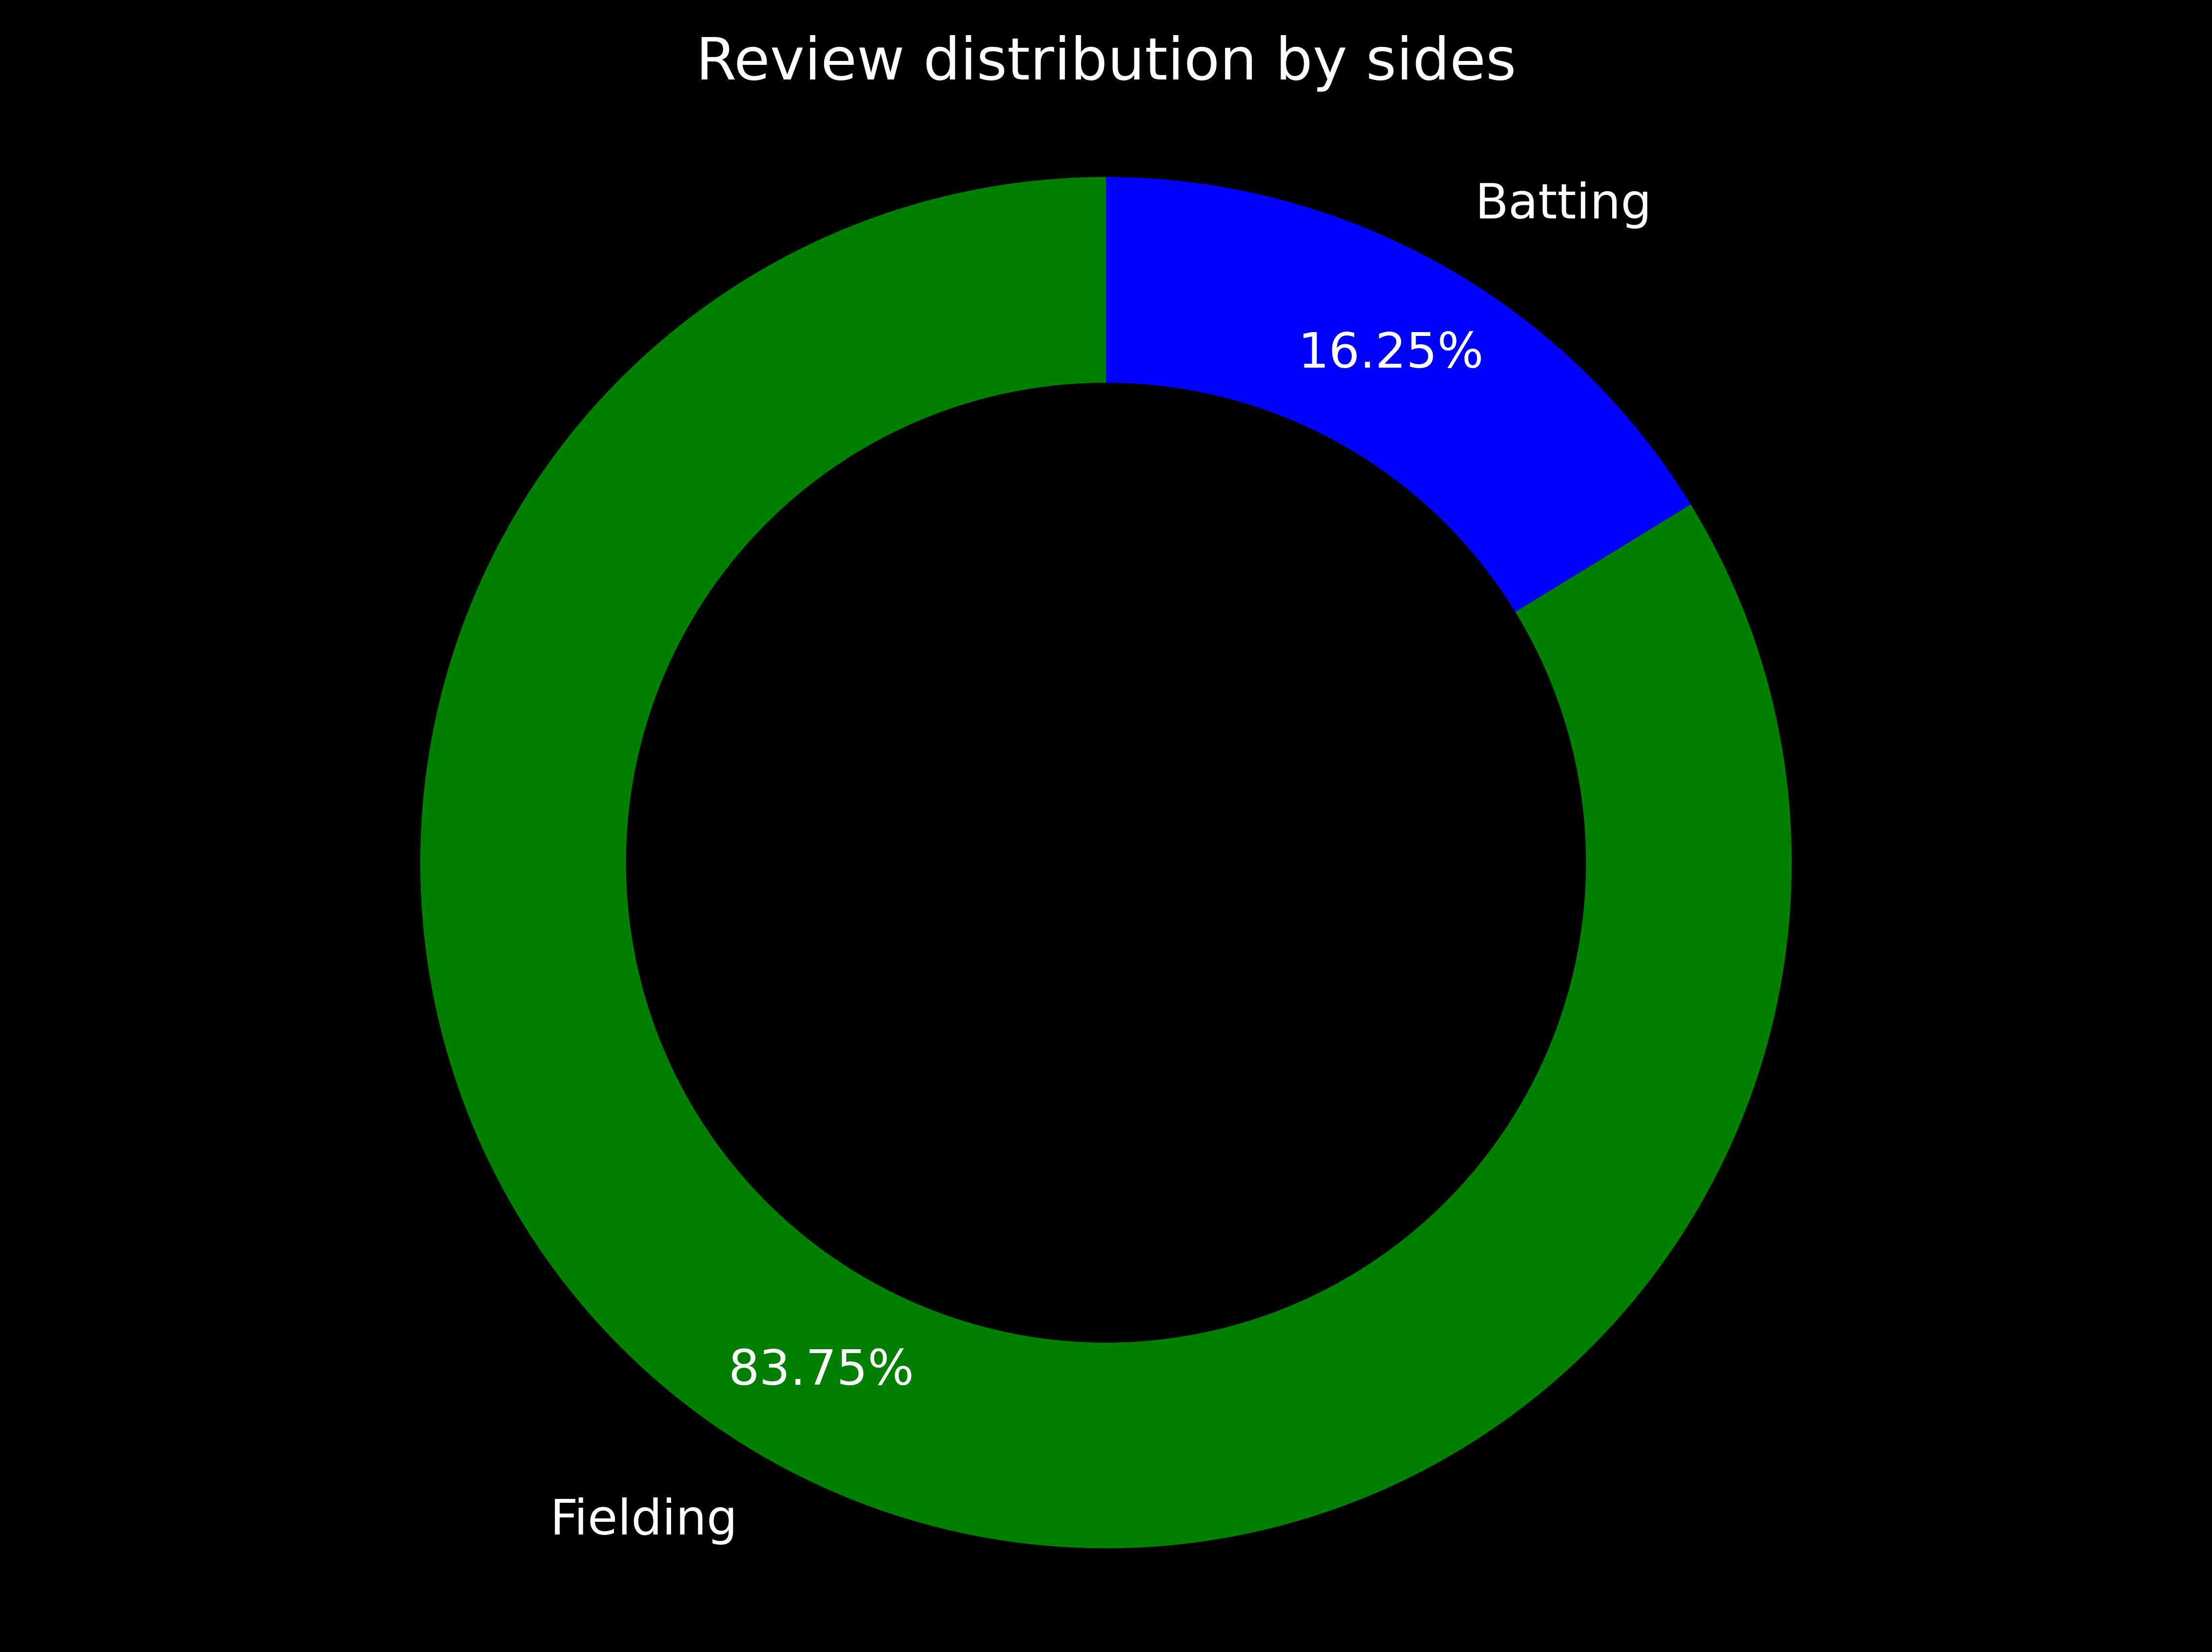 Review distribution by sides
Batting
16.25%
83.75%
Fielding